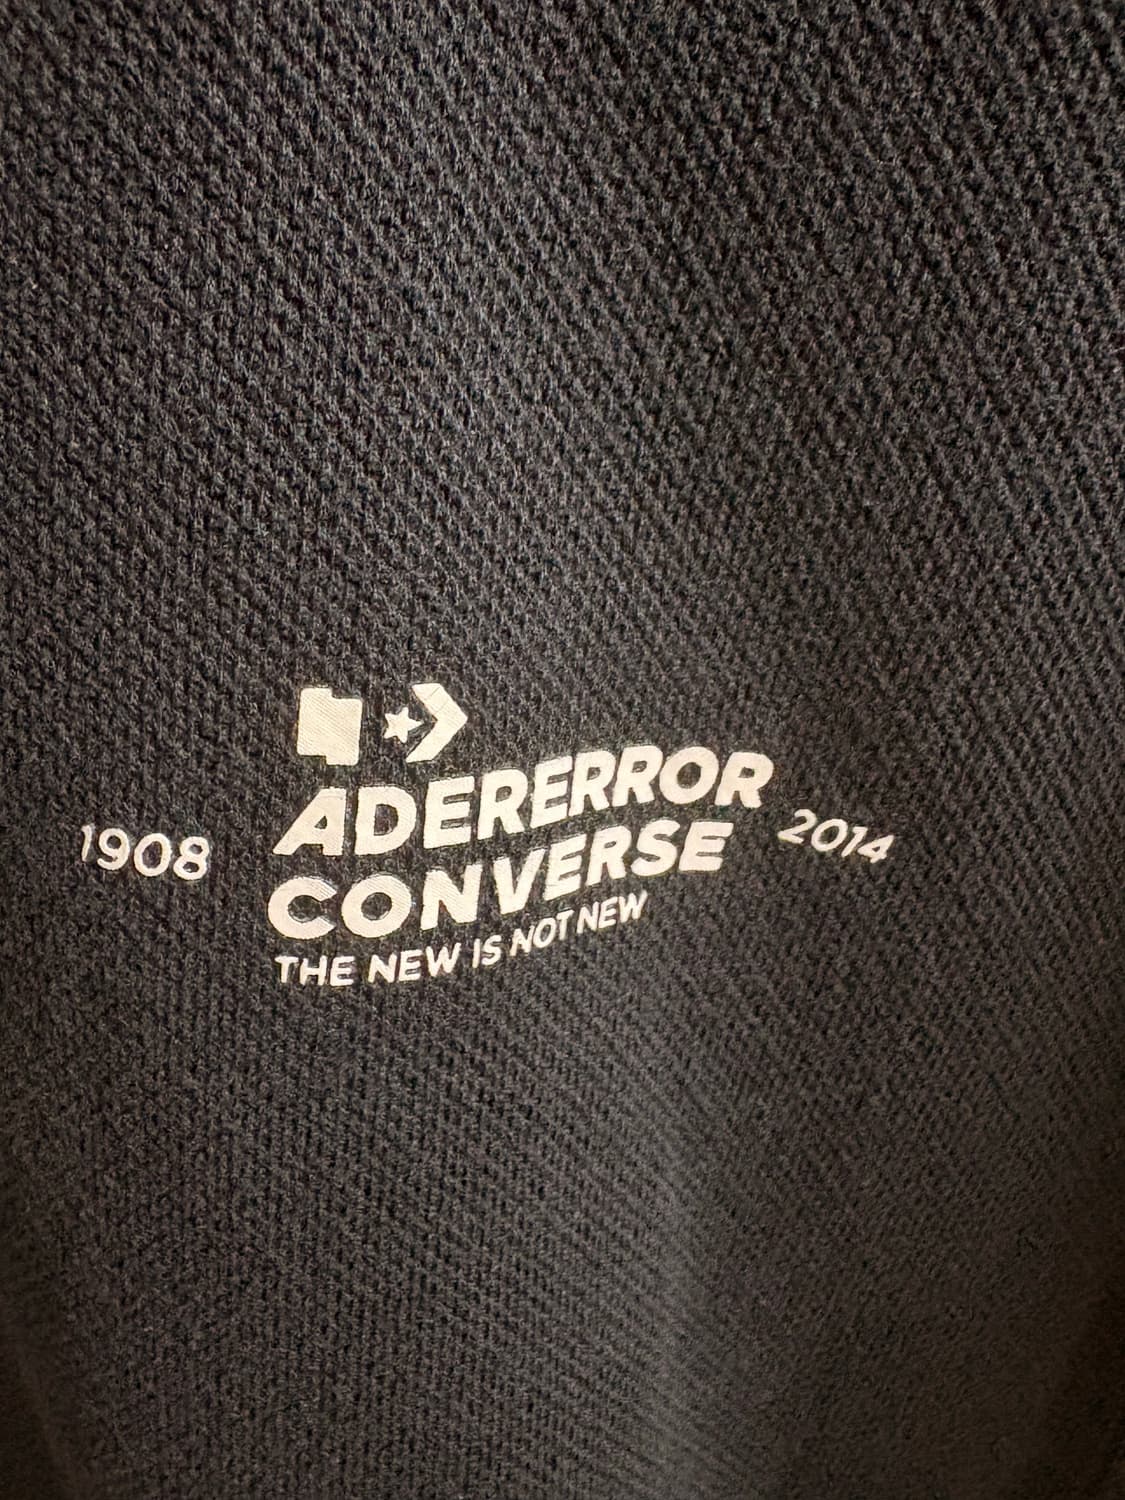 ADERERROR
1908
2014
CONVERSE
THE NEW IS NOT NEW